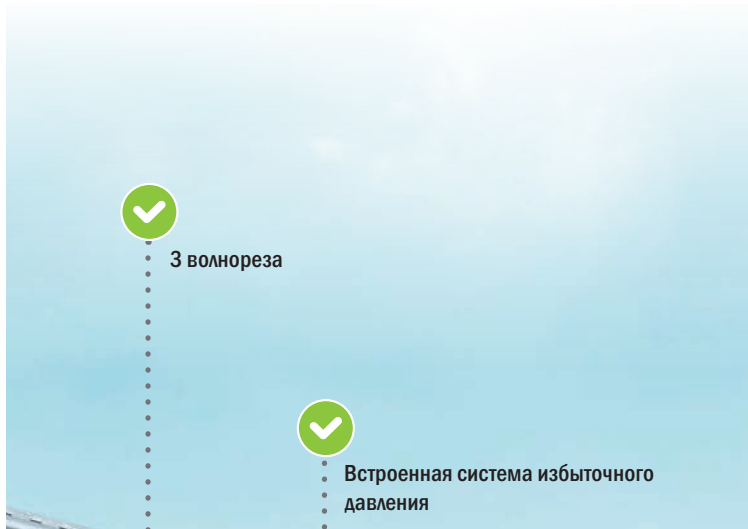 3 волнореза
Встроенная система избыточного
давления